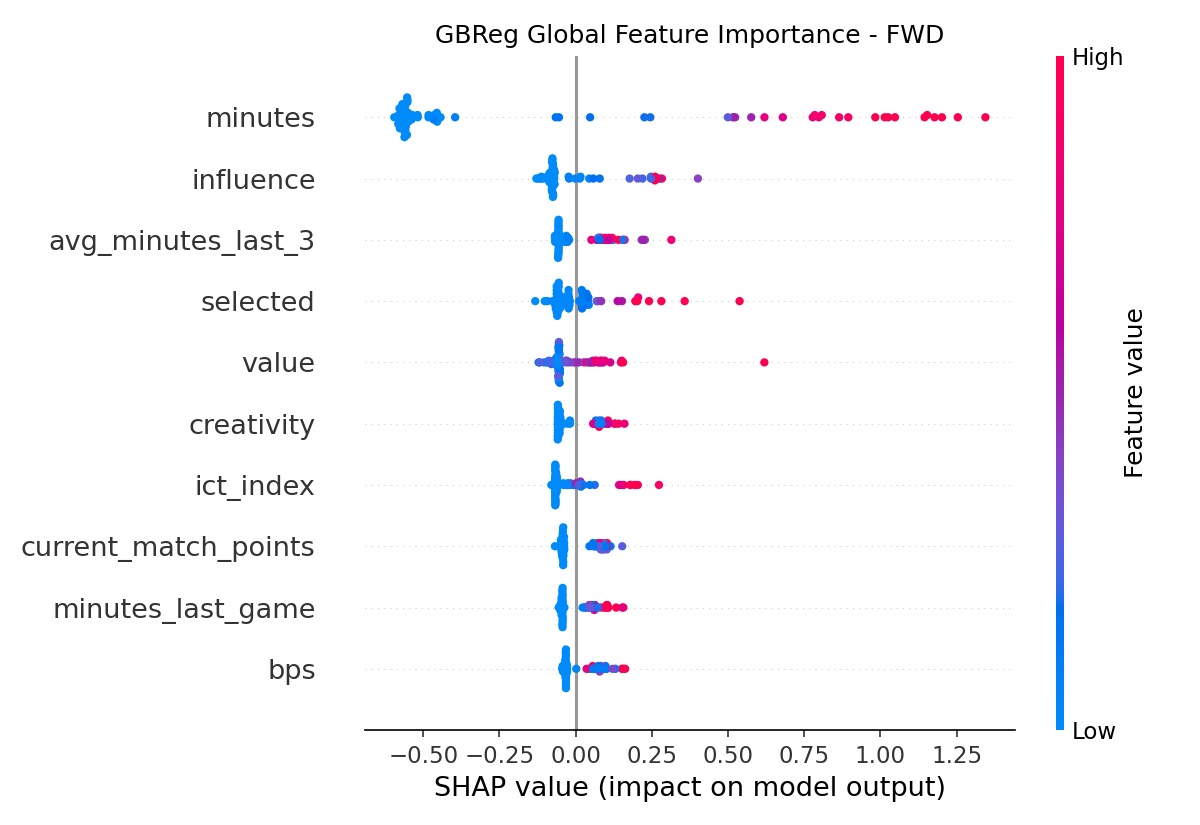 GBReg Global Feature Importance - FWD
High
minutes
influence
avg_minutes_last_3
selected
value
creativity
ict_index
current_match_points
minutes_last_game
bps
Feature value
Low
−0.50 −0.25 0.00 0.25 0.50 0.75 1.00 1.25
SHAP value (impact on model output)